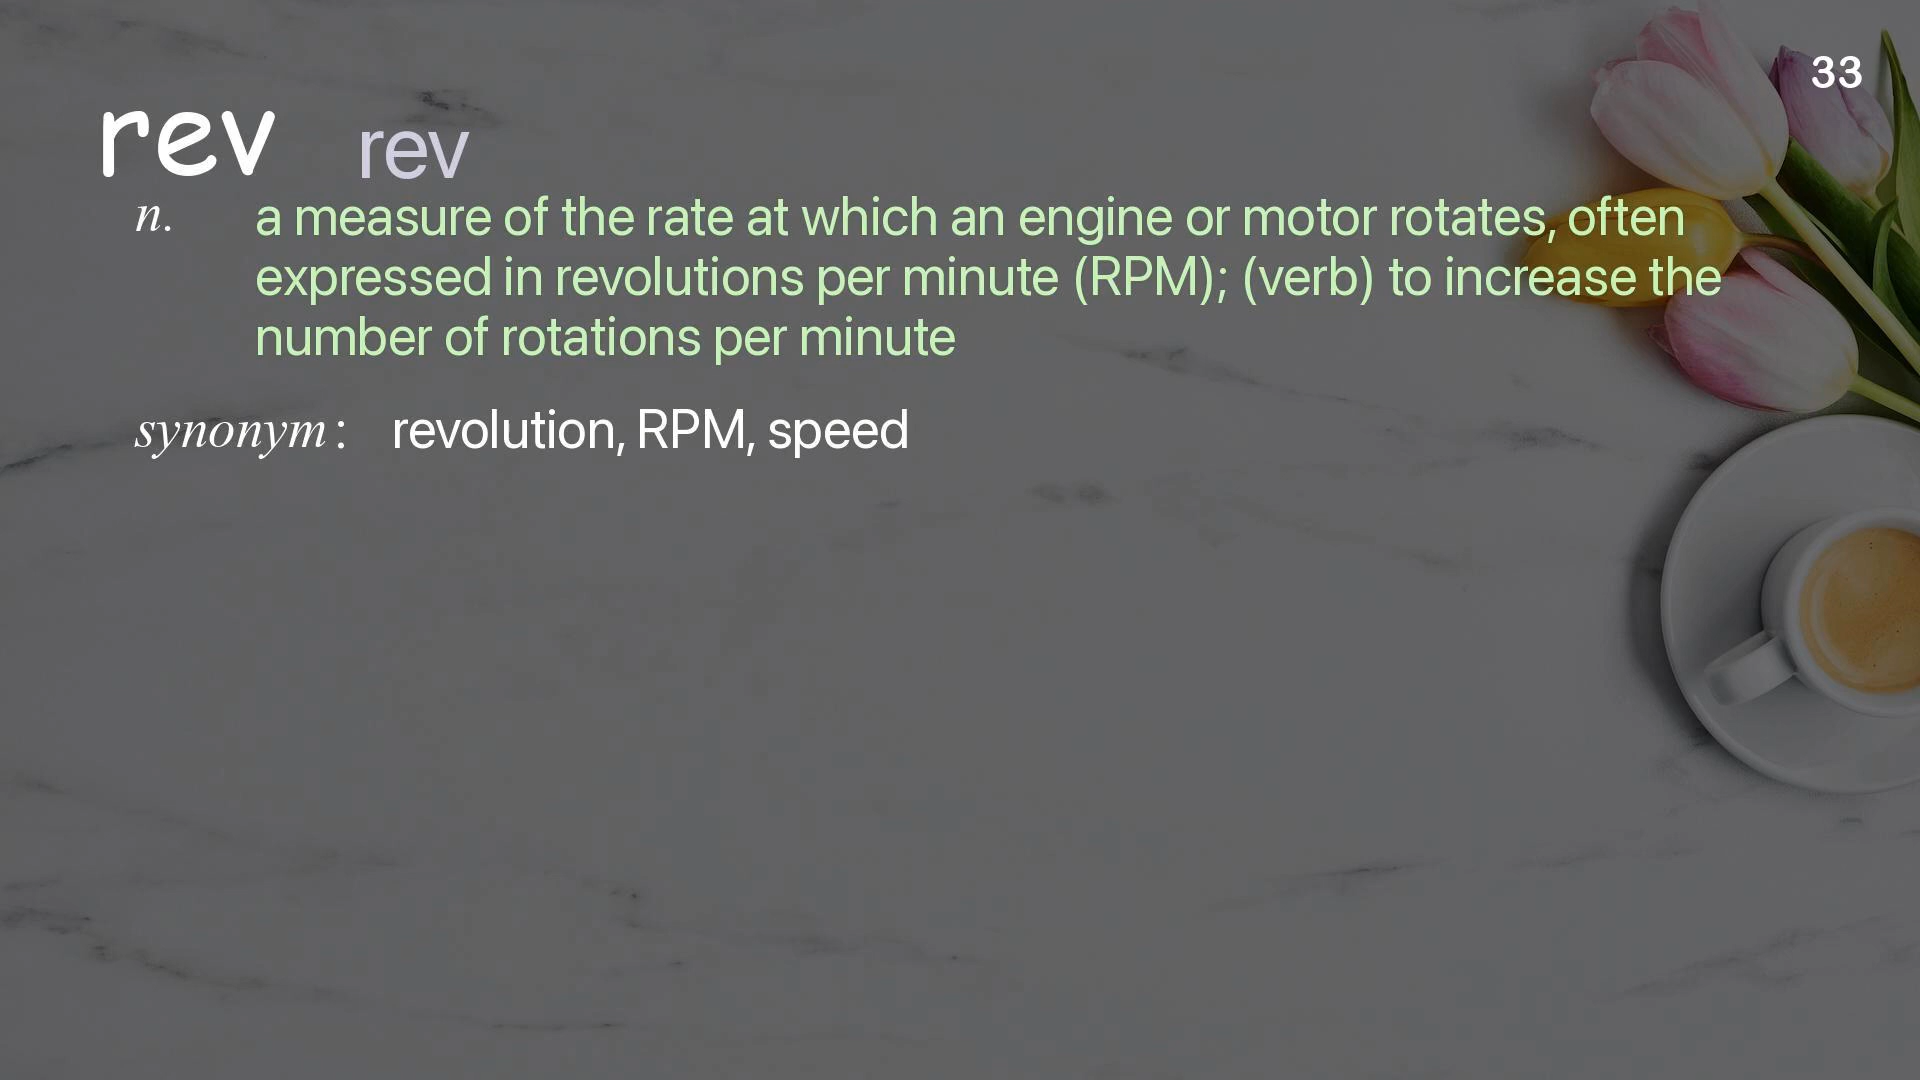 33
rev rev
n. a measure of the rate at which an engine or motor rotates, often
expressed in revolutions per minute (RPM); (verb) to increase the
number of rotations per minute
synonym: revolution, RPM, speed